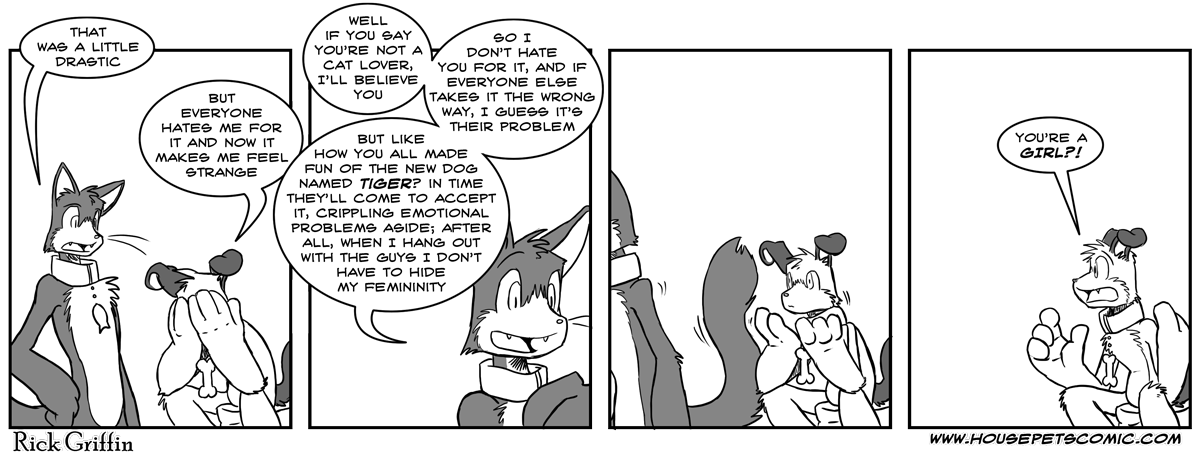 THAT
WAS A LITTLE
DRASTIC
BUT
EVERYONE
HATES ME FOR
IT AND NOW IT
MAKES ME FEEL
STRANGE
WELL
IF YOU SAY
YOU'RE NOT A
CAT LOVER,
I'LL BELIEVE
YOU
SO I
DON'T HATE
YOU FOR IT, AND IF
EVERYONE ELSE
TAKES IT THE WRONG
WAY, I GUESS IT'S
THEIR PROBLEM
BUT LIKE
HOW YOU ALL MADE
FUN OF THE NEW DOG
NAMED TIGER? IN TIME
THEY'LL COME TO ACCEPT
IT, CRIPPLING EMOTIONAL
PROBLEMS ASIDE; AFTER
ALL, WHEN I HANG OUT
WITH THE GUYS I DON'T
HAVE TO HIDE
MY FEMININITY
YOU'RE A
GIRL?!
Rick Griffin
WWW.HOUSEPETSCOMIC.COM